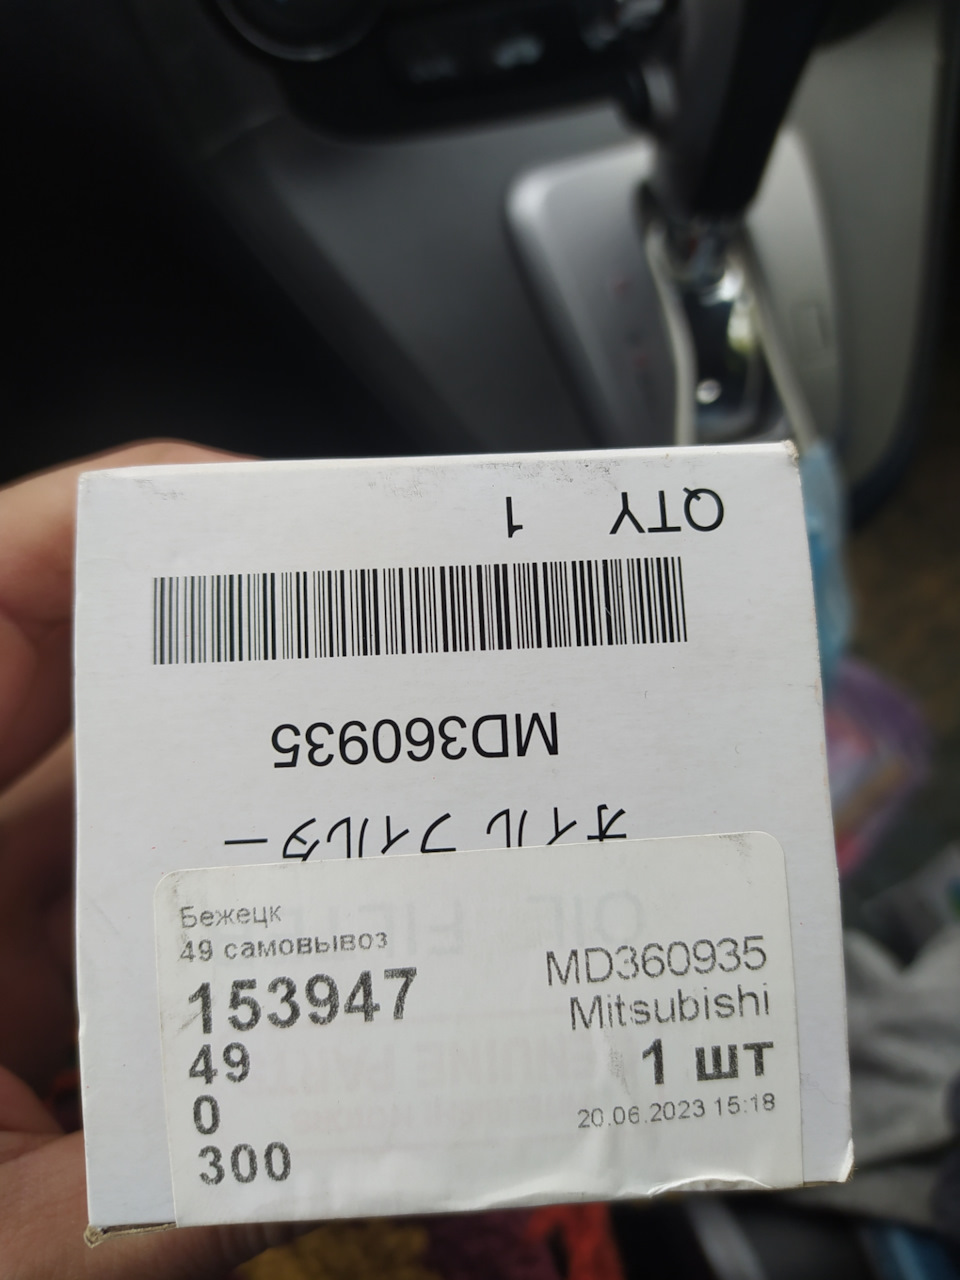 QTY 1
MD360935
オイル フィルター
Бежецк
49 самовывоз
153947
49
0
300
MD360935
Mitsubishi
1 шт
20.06.2023 15:18